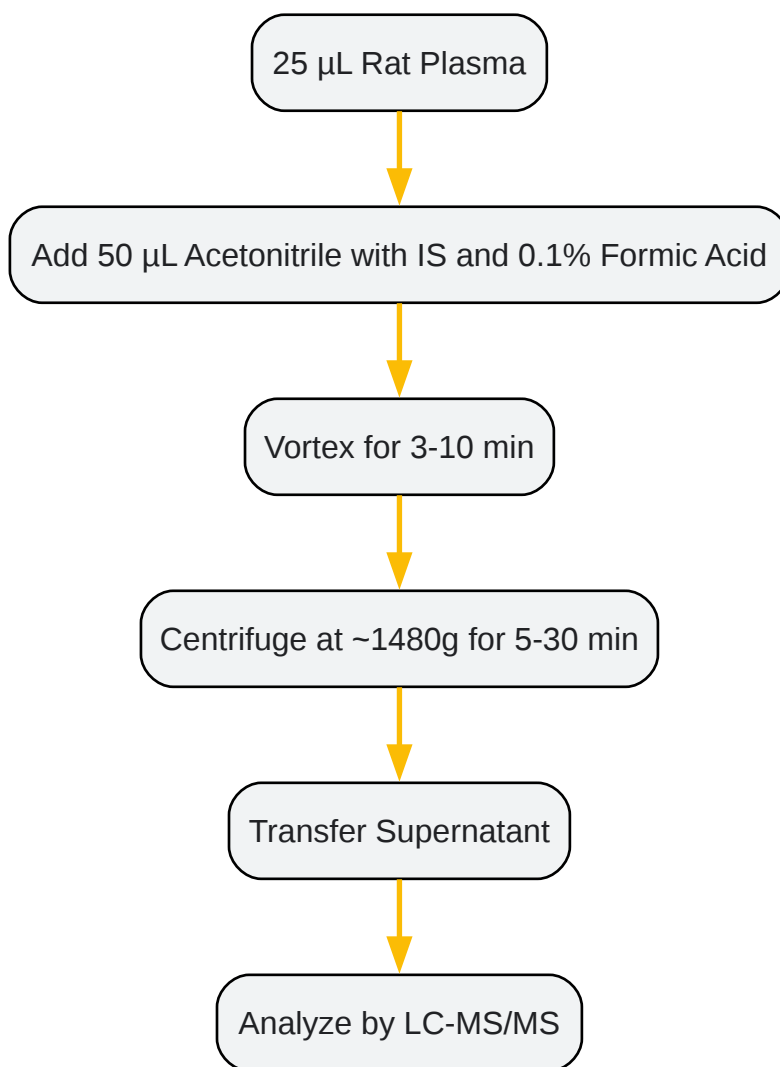 25 µL Rat Plasma
Add 50 µL Acetonitrile with IS and 0.1% Formic Acid
Vortex for 3-10 min
Centrifuge at ~1480g for 5-30 min
Transfer Supernatant
Analyze by LC-MS/MS